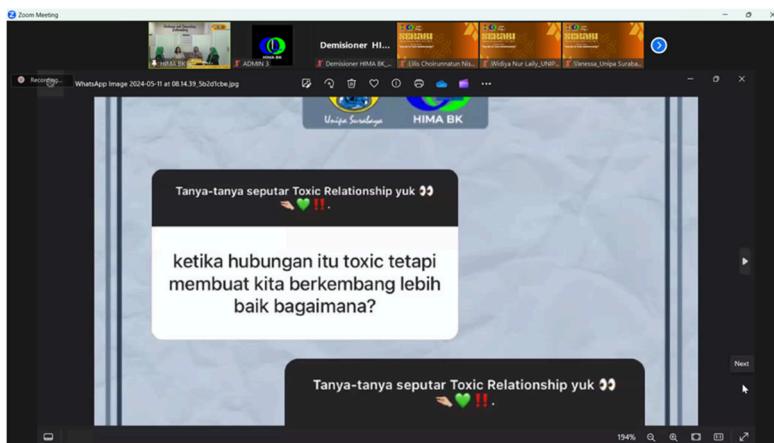 Zoom Meeting
HIMA BK
ADMIN 3
Demisioner HI...
Demisioner HIMA BK_...
Lilis Choirunnatun Nis...
Widiya Nur Laily_UNIP...
Vanessa_Unipa Suraba...
Recording...
WhatsApp Image 2024-05-11 at 08.14.39_5b2d1cbe.jpg
Unipa Surabaya
HIMA BK
Tanya-tanya seputar Toxic Relationship yuk 👀
🫴🏻💚‼️.
ketika hubungan itu toxic tetapi
membuat kita berkembang lebih
baik bagaimana?
Next
Tanya-tanya seputar Toxic Relationship yuk 👀
🫴🏻💚‼️.
194%